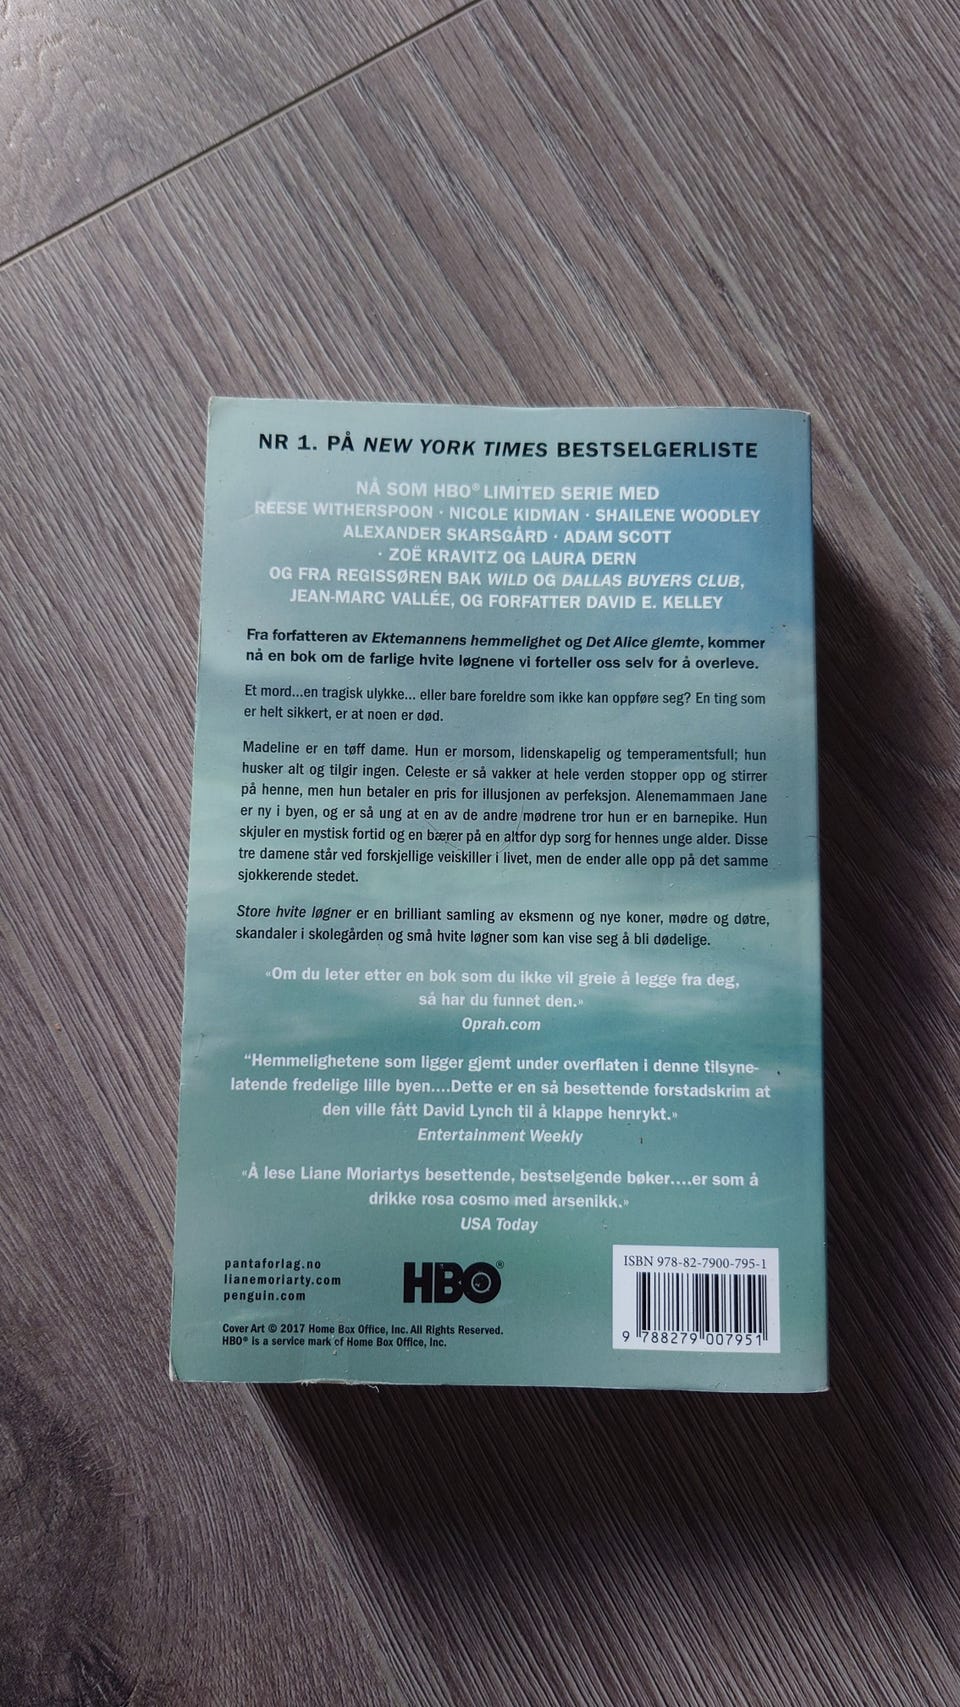 NR 1. PÅ NEW YORK TIMES BESTSELGERLISTE
NÅ SOM HBO® LIMITED SERIE MED
REESE WITHERSPOON · NICOLE KIDMAN · SHAILENE WOODLEY
ALEXANDER SKARSGÅRD · ADAM SCOTT
· ZOË KRAVITZ OG LAURA DERN
OG FRA REGISSØREN BAK WILD OG DALLAS BUYERS CLUB,
JEAN-MARC VALLÉE, OG FORFATTER DAVID E. KELLEY
Fra forfatteren av Ektemannens hemmelighet og Det Alice glemte, kommer
nå en bok om de farlige hvite løgnene vi forteller oss selv for å overleve.
Et mord...en tragisk ulykke... eller bare foreldre som ikke kan oppføre seg? En ting som
er helt sikkert, er at noen er død.
Madeline er en tøff dame. Hun er morsom, lidenskapelig og temperamentsfull; hun
husker alt og tilgir ingen. Celeste er så vakker at hele verden stopper opp og stirrer
på henne, men hun betaler en pris for illusjonen av perfeksjon. Alenemammaen Jane
er ny i byen, og er så ung at en av de andre mødrene tror hun er en barnepike. Hun
skjuler en mystisk fortid og en bærer på en altfor dyp sorg for hennes unge alder. Disse
tre damene står ved forskjellige veiskiller i livet, men de ender alle opp på det samme
sjokkerende stedet.
Store hvite løgner er en brilliant samling av eksmenn og nye koner, mødre og døtre,
skandaler i skolegården og små hvite løgner som kan vise seg å bli dødelige.
«Om du leter etter en bok som du ikke vil greie å legge fra deg,
så har du funnet den.»
Oprah.com
“Hemmelighetene som ligger gjemt under overflaten i denne tilsyne-
latende fredelige lille byen....Dette er en så besettende forstadskrim at
den ville fått David Lynch til å klappe henrykt.»
Entertainment Weekly
«Å lese Liane Moriartys besettende, bestselgende bøker....er som å
drikke rosa cosmo med arsenikk.»
USA Today
pantaforlag.no
lianemoriarty.com
penguin.com
HBO®
Cover Art © 2017 Home Box Office, Inc. All Rights Reserved.
HBO® is a service mark of Home Box Office, Inc.
ISBN 978-82-7900-795-1
9 788279 007951